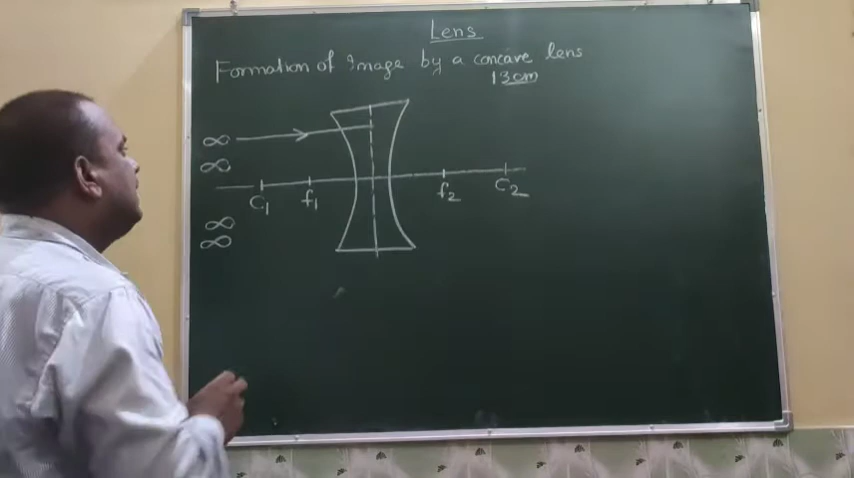 Lens
Formation of Image by a concave lens
13cm
∞
∞
C1 f1 f2 C2
∞
∞